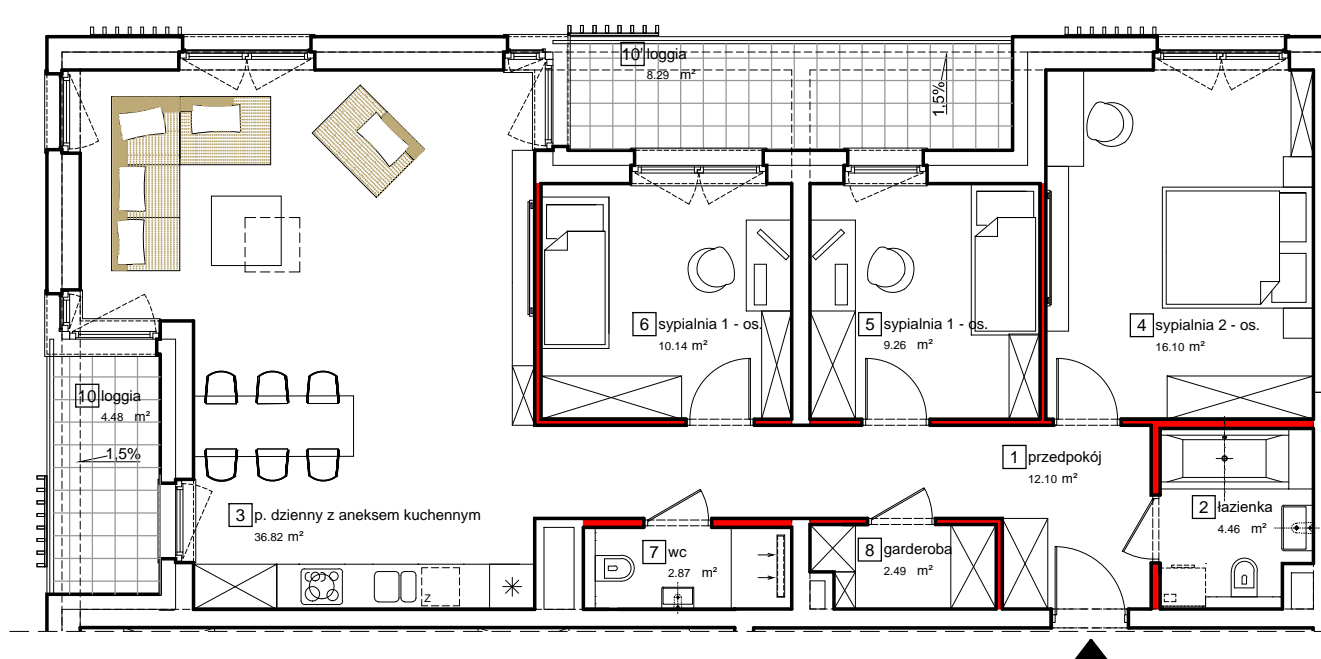 10' loggia
8.29 m²
1,5%
6 sypialnia 1 - os.
10.14 m²
5 sypialnia 1 - os.
9.26 m²
4 sypialnia 2 - os.
16.10 m²
10 loggia
4.48 m²
1,5%
1 przedpokój
12.10 m²
3 p. dzienny z aneksem kuchennym
36.82 m²
2 łazienka
4.46 m²
7 wc
2.87 m²
8 garderoba
2.49 m²
z